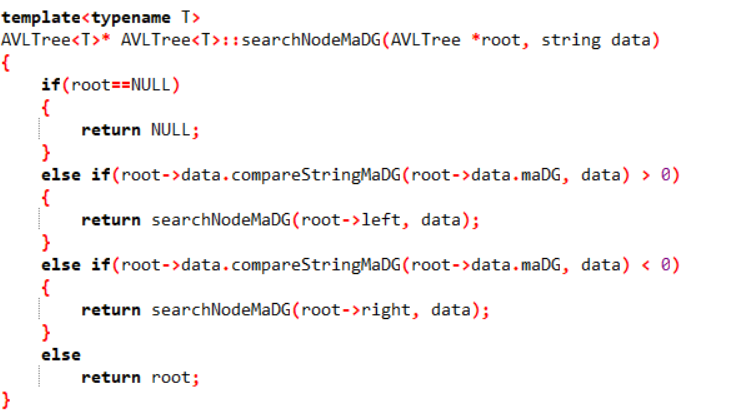 template<typename T>
AVLTree<T>* AVLTree<T>::searchNodeMaDG(AVLTree *root, string data)
{
    if(root==NULL)
    {
        return NULL;
    }
    else if(root->data.compareStringMaDG(root->data.maDG, data) > 0)
    {
        return searchNodeMaDG(root->left, data);
    }
    else if(root->data.compareStringMaDG(root->data.maDG, data) < 0)
    {
        return searchNodeMaDG(root->right, data);
    }
    else
        return root;
}